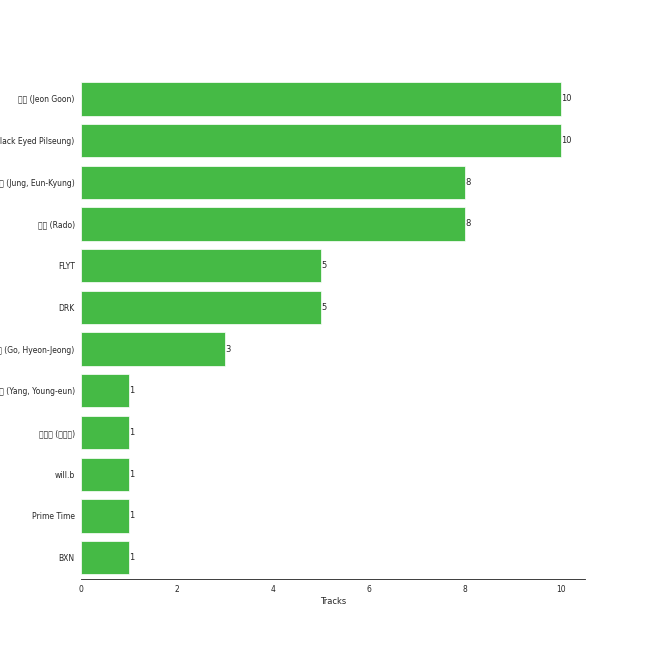 (Jeon Goon)
10
lack Eyed Pilseung)
10
(Jung, Eun-Kyung)
8
(Rado)
8
FLYT
5
DRK
5
(Go, Hyeon-Jeong)
3
(Yang, Young-eun)
1
1
will.b
1
Prime Time
1
BXN
1
0 2 4 6 8 10
Tracks